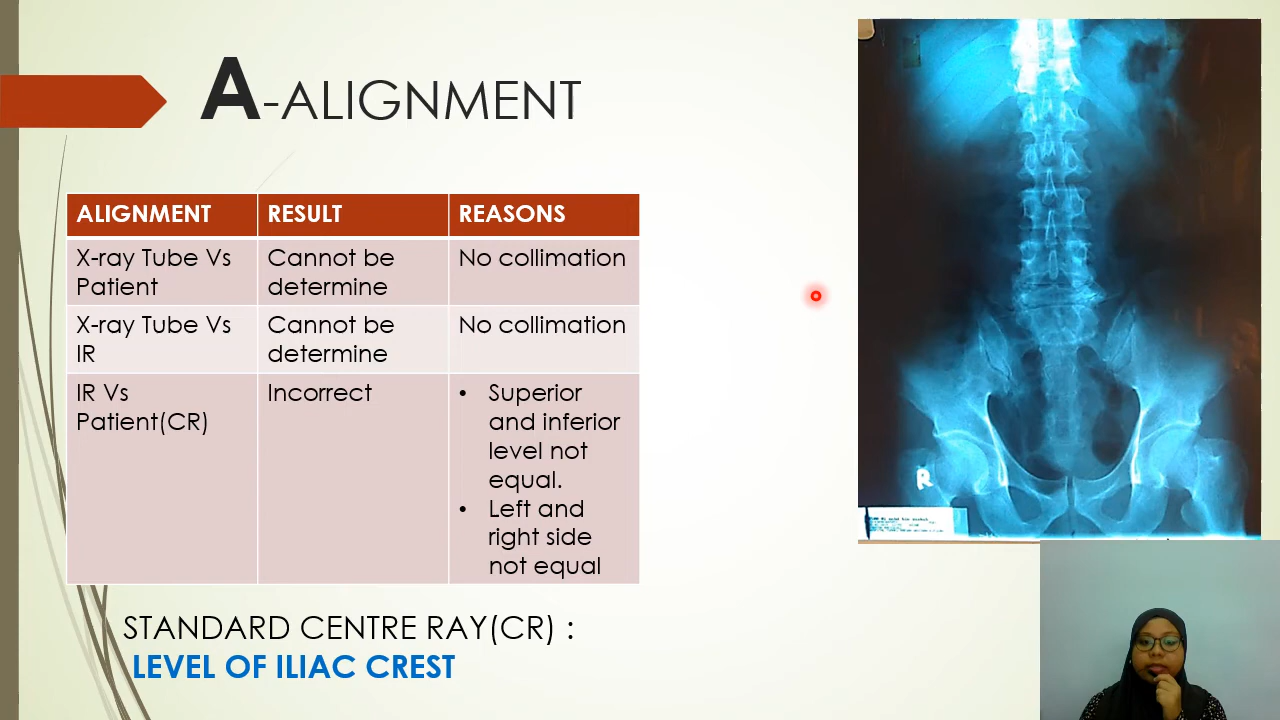 A-ALIGNMENT
ALIGNMENT
RESULT
REASONS
X-ray Tube Vs
Patient
Cannot be
determine
No collimation
X-ray Tube Vs
IR
Cannot be
determine
No collimation
IR Vs
Patient(CR)
Incorrect
• Superior
and inferior
level not
equal.
• Left and
right side
not equal
STANDARD CENTRE RAY(CR) :
LEVEL OF ILIAC CREST
R